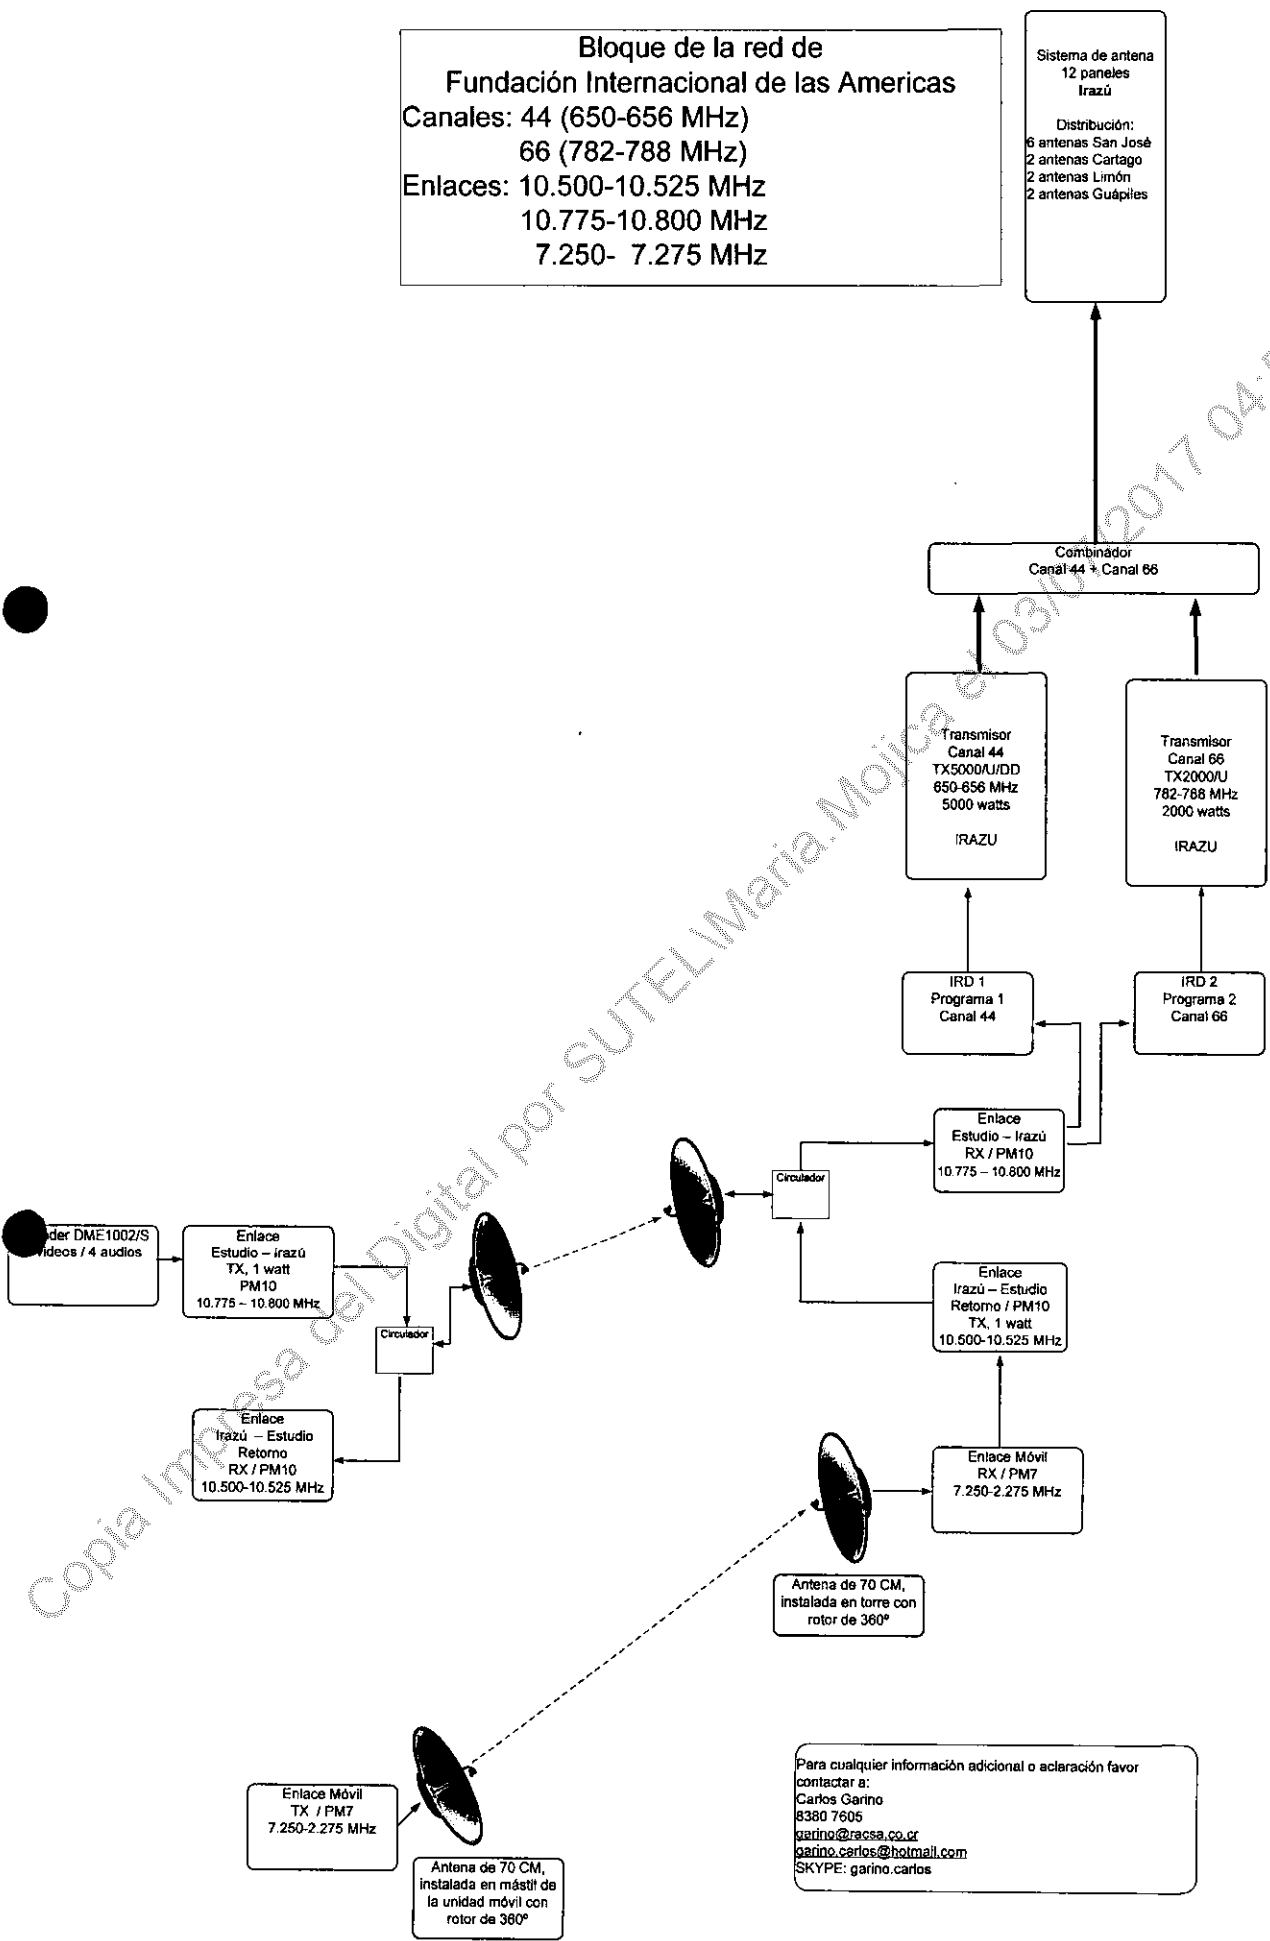 Bloque de la red de
Fundación Internacional de las Americas
Canales: 44 (650-656 MHz)
66 (782-788 MHz)
Enlaces: 10.500-10.525 MHz
10.775-10.800 MHz
7.250- 7.275 MHz
Sistema de antena
12 paneles
Irazú
Distribución:
6 antenas San José
2 antenas Cartago
2 antenas Limón
2 antenas Guápiles
Combinador
Canal 44 + Canal 66
Transmisor
Canal 44
TX5000/U/DD
650-656 MHz
5000 watts
IRAZU
Transmisor
Canal 66
TX2000/U
782-788 MHz
2000 watts
IRAZU
IRD 1
Programa 1
Canal 44
IRD 2
Programa 2
Canal 66
Enlace
Estudio – Irazú
RX / PM10
10.775 – 10.800 MHz
Circulador
DME1002/S
/ 4 audios
Enlace
Estudio – Irazú
TX, 1 watt
PM10
10.775 – 10.800 MHz
Circulador
Enlace
Irazú – Estudio
Retorno / PM10
TX, 1 watt
10.500-10.525 MHz
Enlace
Irazú – Estudio
Retorno
RX / PM10
10.500-10.525 MHz
Enlace Móvil
RX / PM7
7.250-2.275 MHz
Antena de 70 CM,
instalada en torre con
rotor de 360º
Enlace Móvil
TX / PM7
7.250-2.275 MHz
Antena de 70 CM,
instalada en mástil de
la unidad móvil con
rotor de 360º
Para cualquier información adicional o aclaración favor
contactar a:
Carlos Garino
8380 7605
garino@racsa.co.cr
garino.carlos@hotmail.com
SKYPE: garino.carlos
Copia Impresa del Digital por SUTEL\Maria.Mojica el